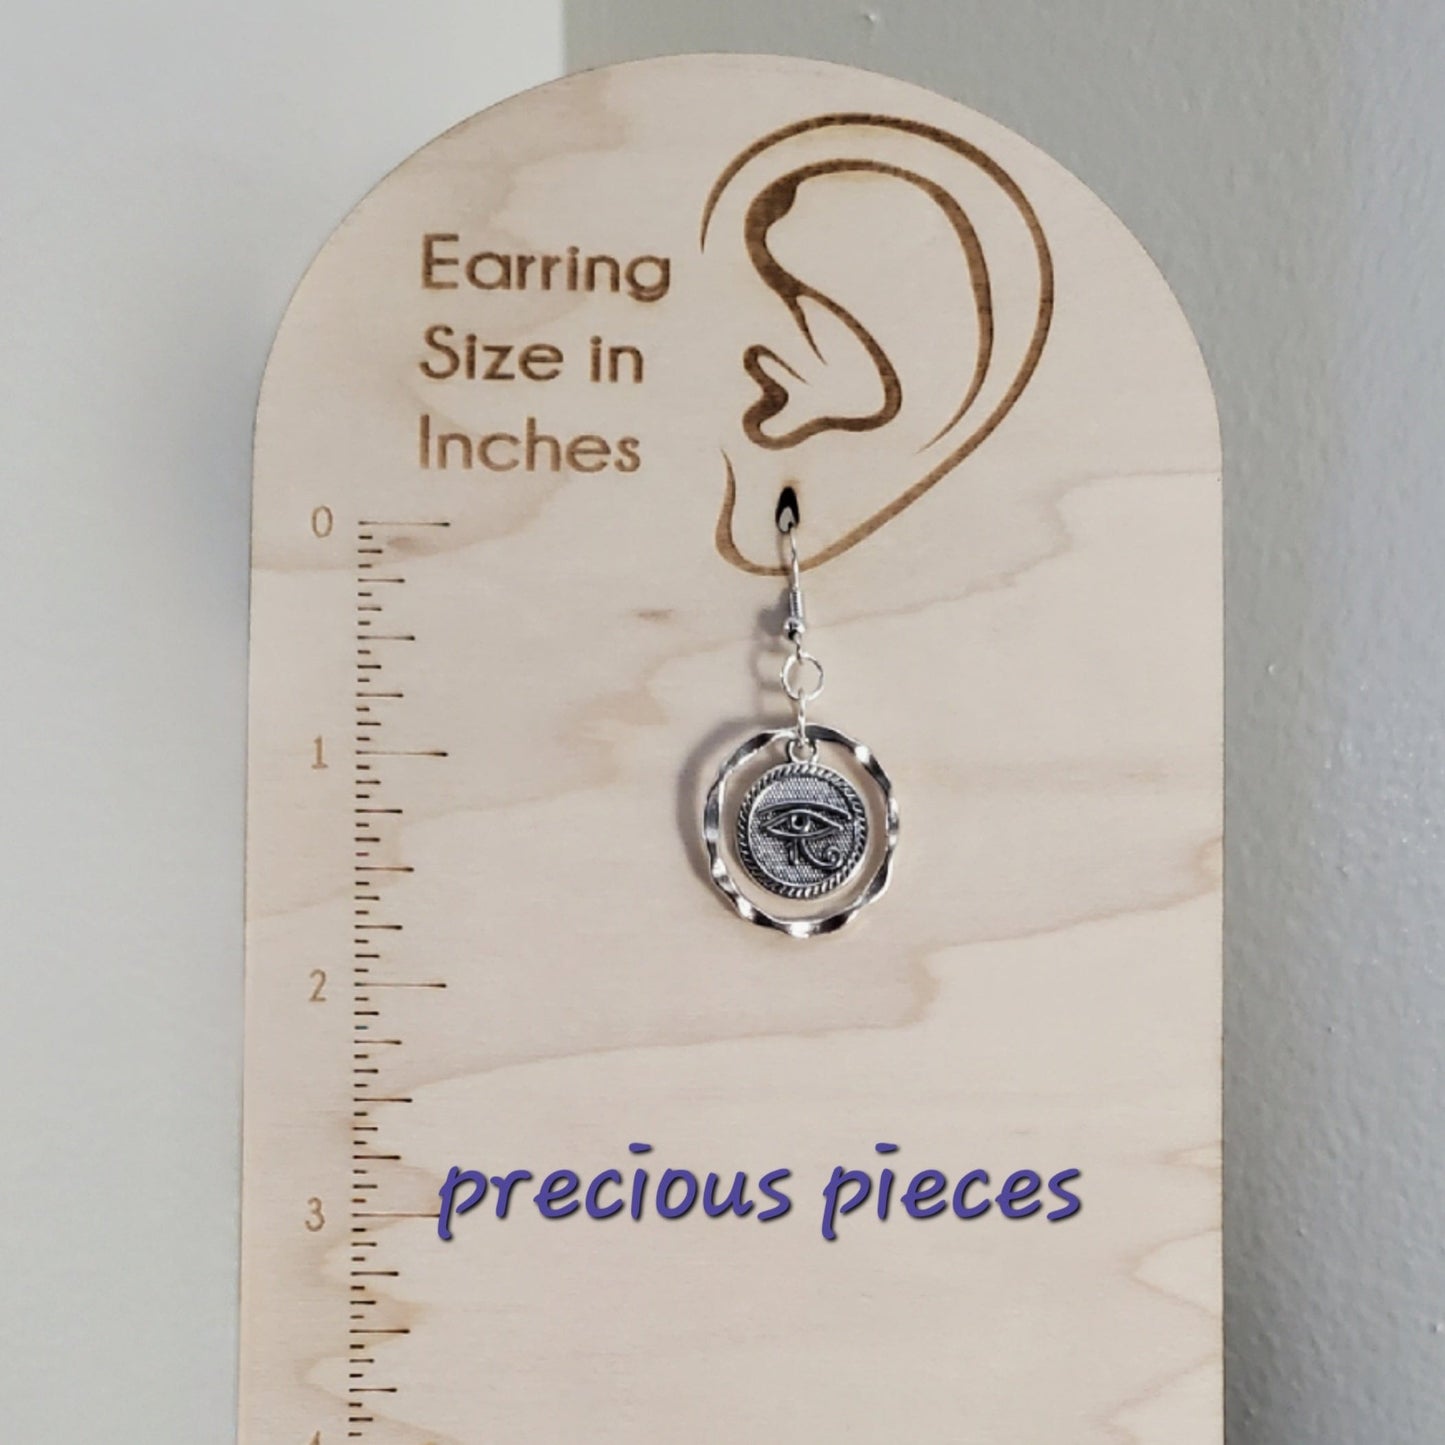 Earring
Size in
Inches
0
1
2
3
precious pieces